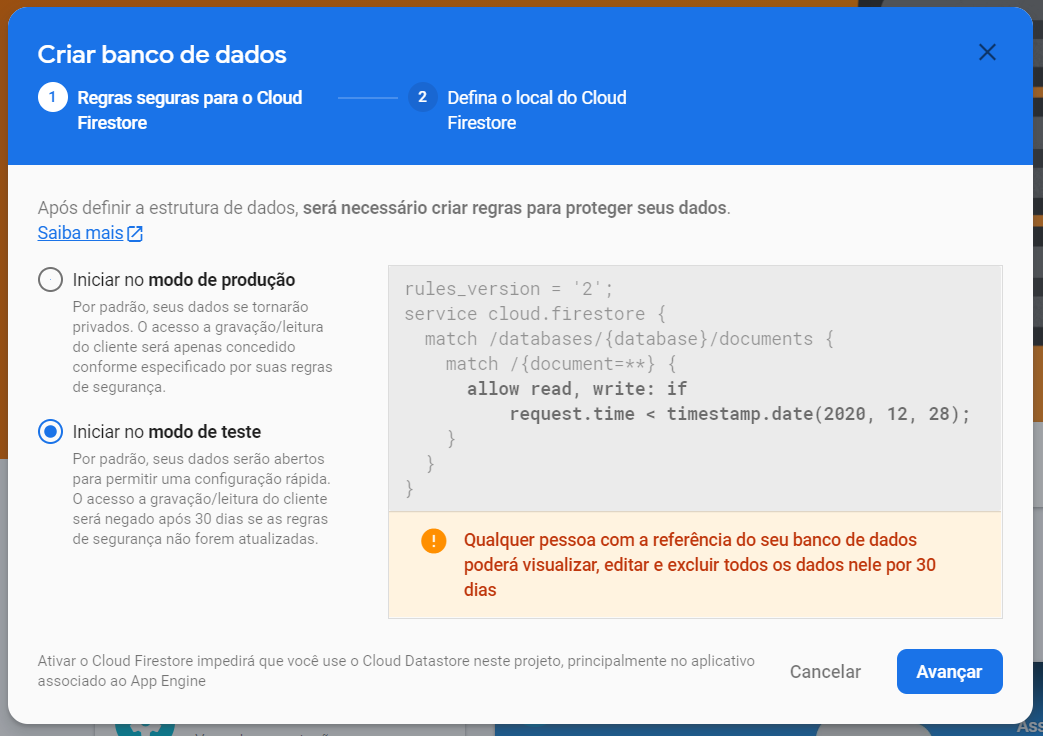 Criar banco de dados
1 Regras seguras para o Cloud
Firestore
2 Defina o local do Cloud
Firestore
Após definir a estrutura de dados, será necessário criar regras para proteger seus dados.
Saiba mais
Iniciar no modo de produção
Por padrão, seus dados se tornarão
privados. O acesso a gravação/leitura
do cliente será apenas concedido
conforme especificado por suas regras
de segurança.
Iniciar no modo de teste
Por padrão, seus dados serão abertos
para permitir uma configuração rápida.
O acesso a gravação/leitura do cliente
será negado após 30 dias se as regras
de segurança não forem atualizadas.
rules_version = '2';
service cloud.firestore {
match /databases/{database}/documents {
match /{document=**} {
allow read, write: if
request.time < timestamp.date(2020, 12, 28);
}
}
}
Qualquer pessoa com a referência do seu banco de dados
poderá visualizar, editar e excluir todos os dados nele por 30
dias
Ativar o Cloud Firestore impedirá que você use o Cloud Datastore neste projeto, principalmente no aplicativo
associado ao App Engine
Cancelar
Avançar
Ass